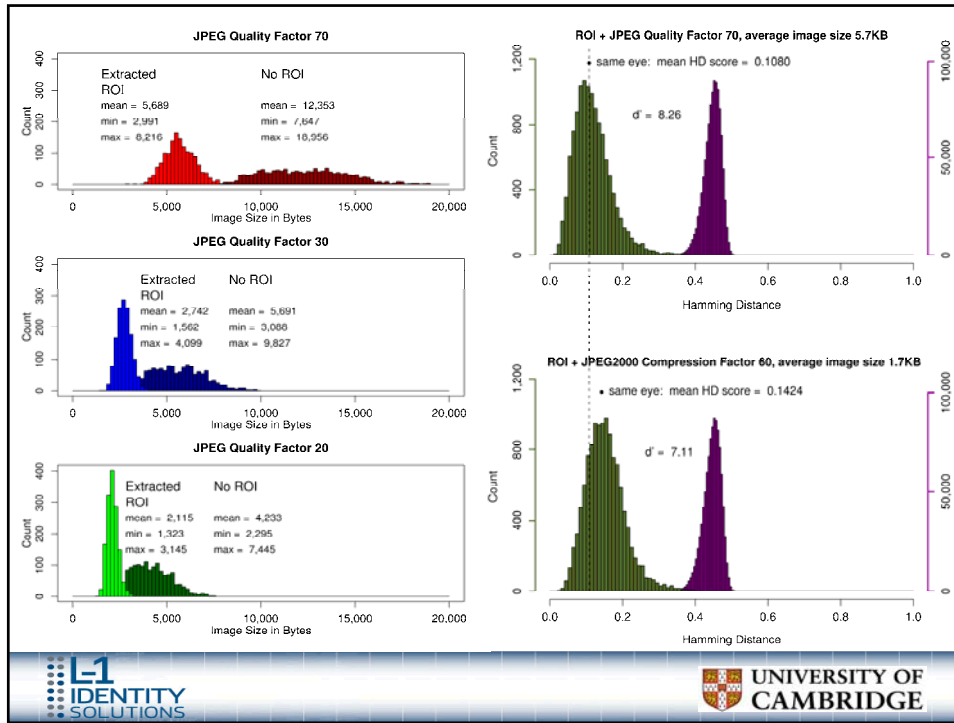 JPEG Quality Factor 70
400
300
200
100
0
Count
Extracted
ROI
No ROI
mean = 5,689
min = 2,991
max = 8,216
mean = 12,353
min = 7,647
max = 18,956
0 5,000 10,000 15,000 20,000
Image Size in Bytes
JPEG Quality Factor 30
400
300
200
100
0
Count
Extracted
ROI
No ROI
mean = 2,742
min = 1,562
max = 4,099
mean = 5,691
min = 3,088
max = 9,827
0 5,000 10,000 15,000 20,000
Image Size in Bytes
JPEG Quality Factor 20
400
300
200
100
0
Count
Extracted
ROI
No ROI
mean = 2,115
min = 1,323
max = 3,145
mean = 4,233
min = 2,295
max = 7,445
0 5,000 10,000 15,000 20,000
Image Size in Bytes
ROI + JPEG Quality Factor 70, average image size 5.7KB
same eye: mean HD score = 0.1080
d' = 8.26
1,200
800
400
0
Count
100,000
50,000
0
0.0 0.2 0.4 0.6 0.8 1.0
Hamming Distance
ROI + JPEG2000 Compression Factor 60, average image size 1.7KB
same eye: mean HD score = 0.1424
d' = 7.11
1,200
800
400
0
Count
100,000
50,000
0
0.0 0.2 0.4 0.6 0.8 1.0
Hamming Distance
L-1
IDENTITY
SOLUTIONS
UNIVERSITY OF
CAMBRIDGE